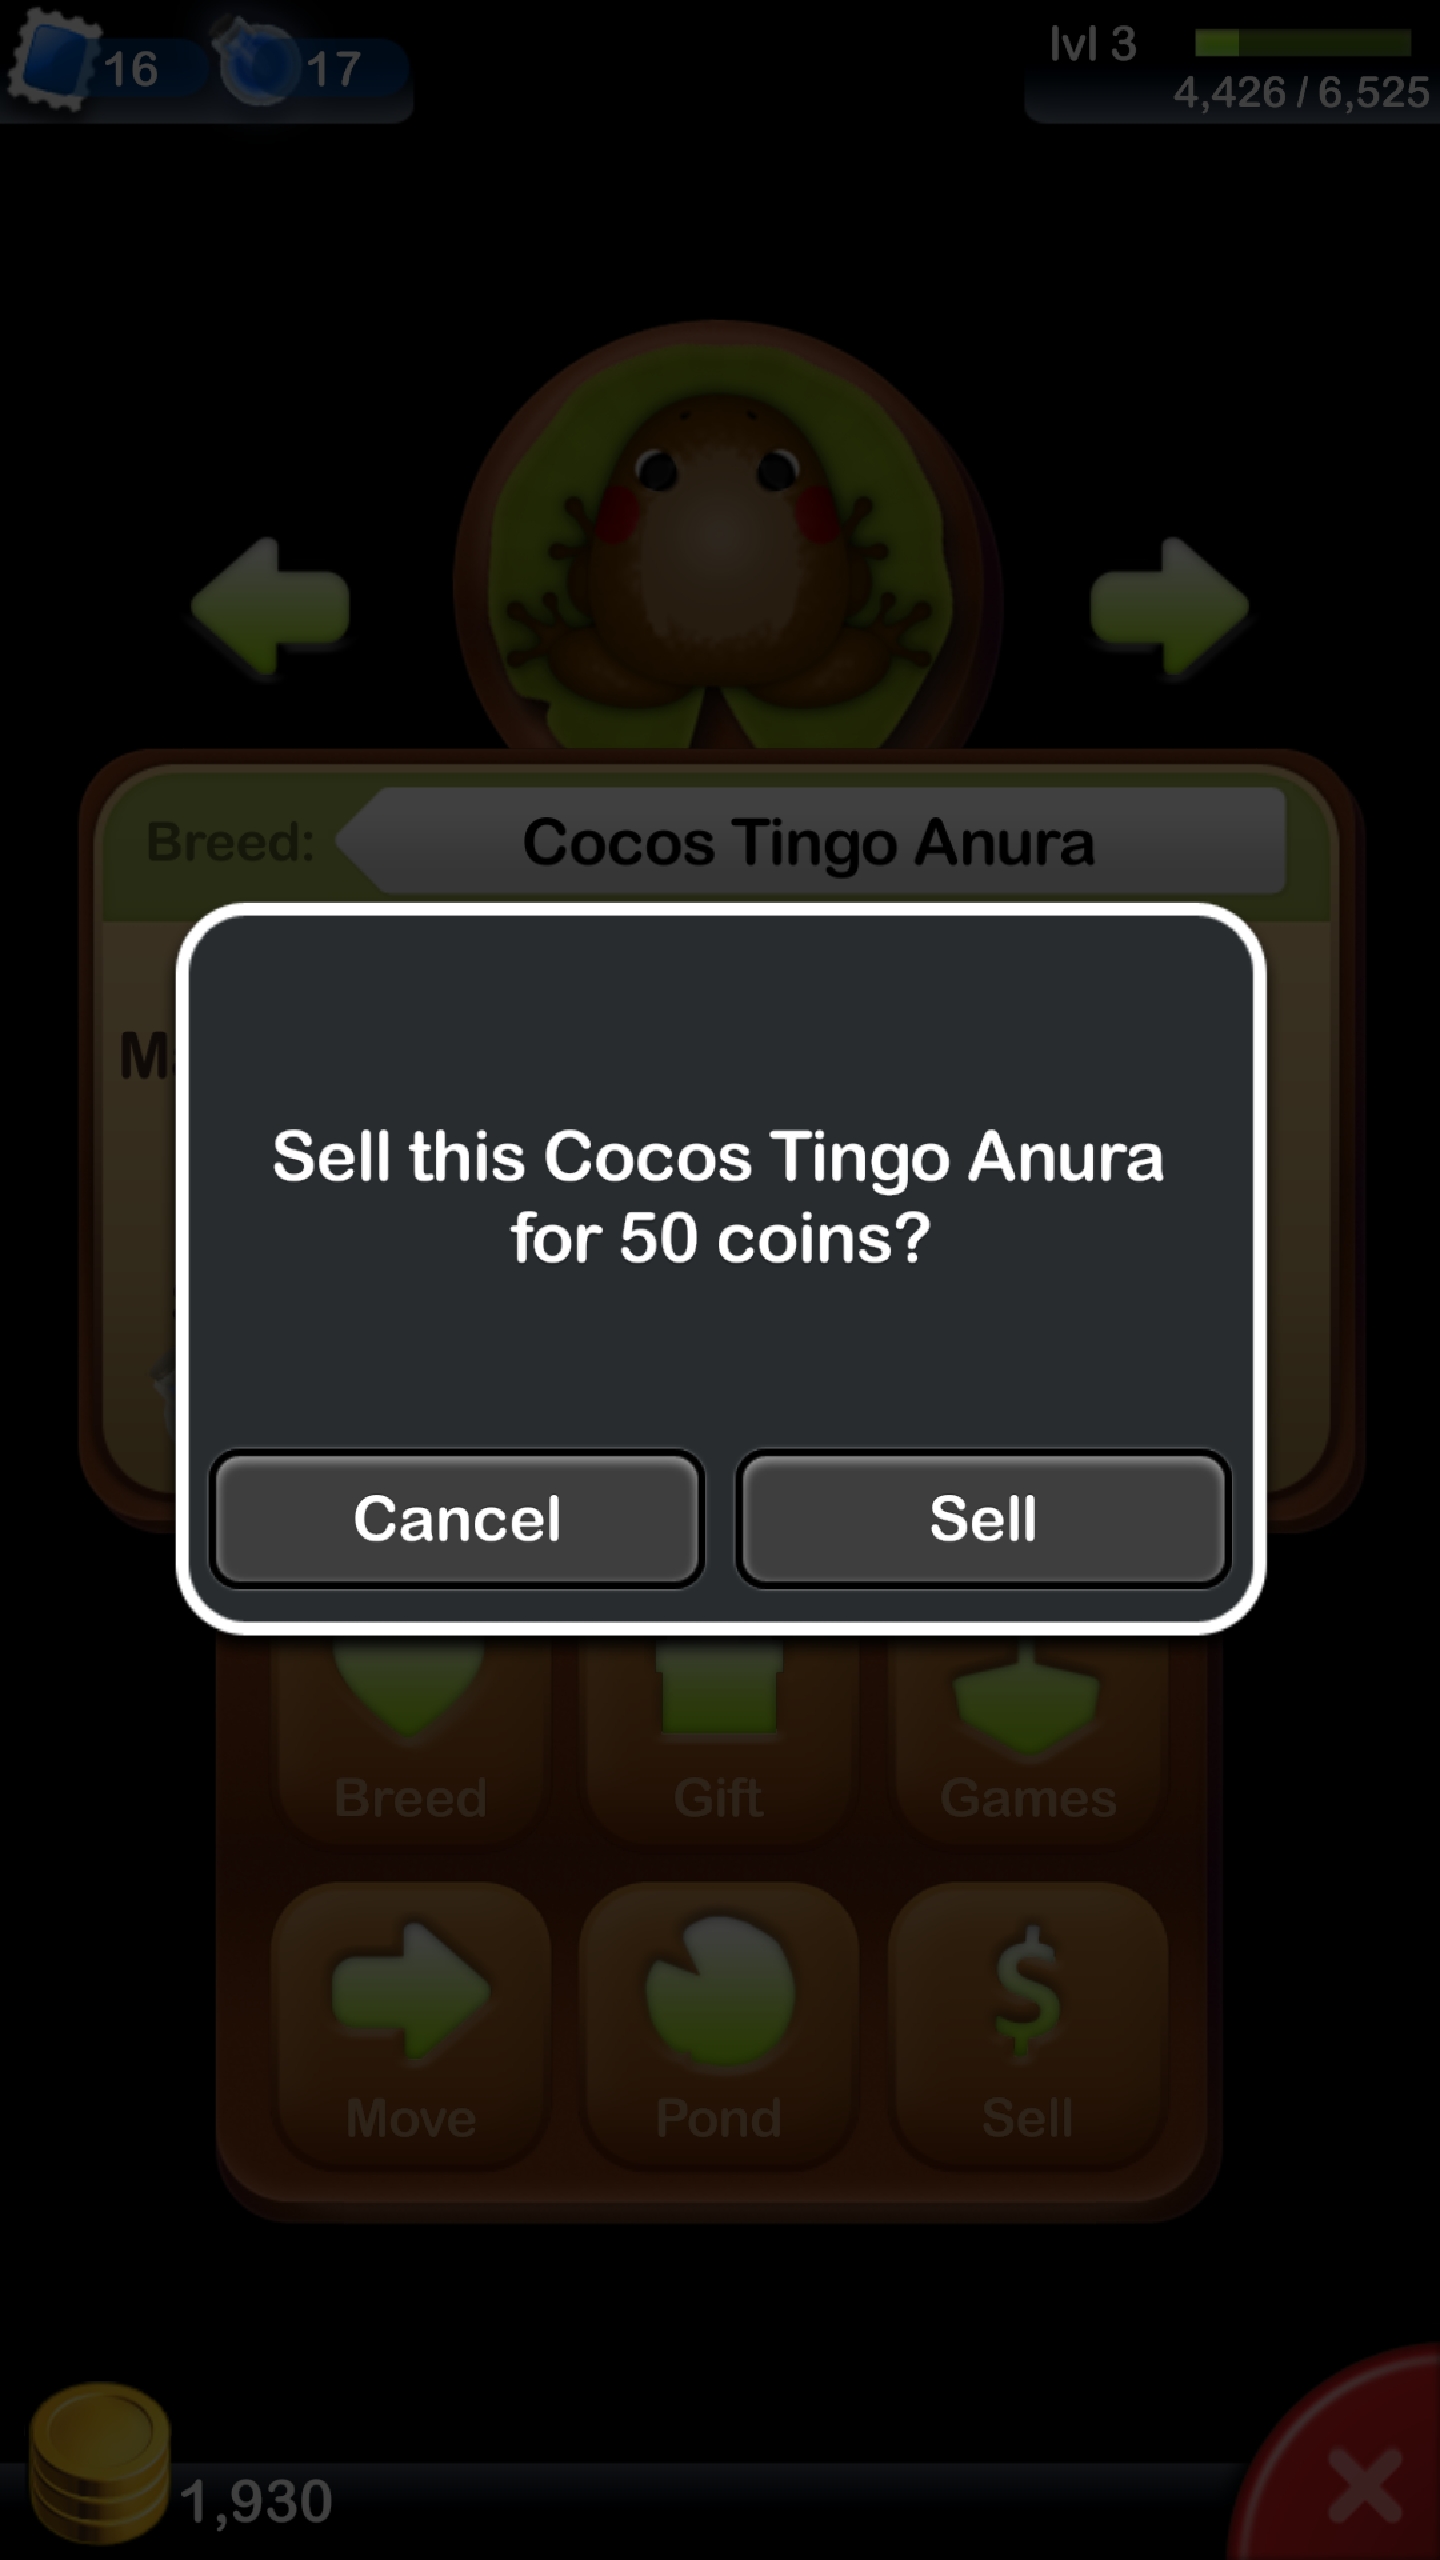 16
17
lvl 3
4,426 / 6,525
Breed:
Cocos Tingo Anura
Sell this Cocos Tingo Anura
for 50 coins?
Cancel
Sell
Breed
Gift
Games
Move
Pond
$
Sell
1,930